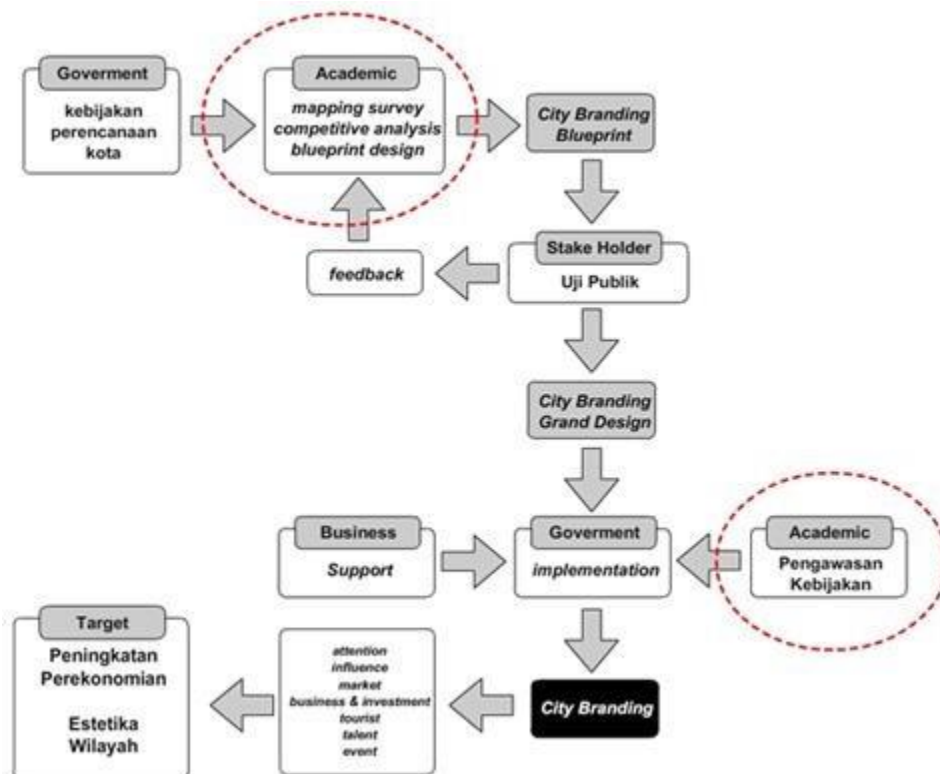 Goverment
kebijakan
perencanaan
kota
Academic
mapping survey
competitive analysis
blueprint design
City Branding
Blueprint
Stake Holder
Uji Publik
feedback
City Branding
Grand Design
Business
Support
Goverment
implementation
Academic
Pengawasan
Kebijakan
City Branding
attention
influence
market
business & investment
tourist
talent
event
Target
Peningkatan
Perekonomian
Estetika
Wilayah